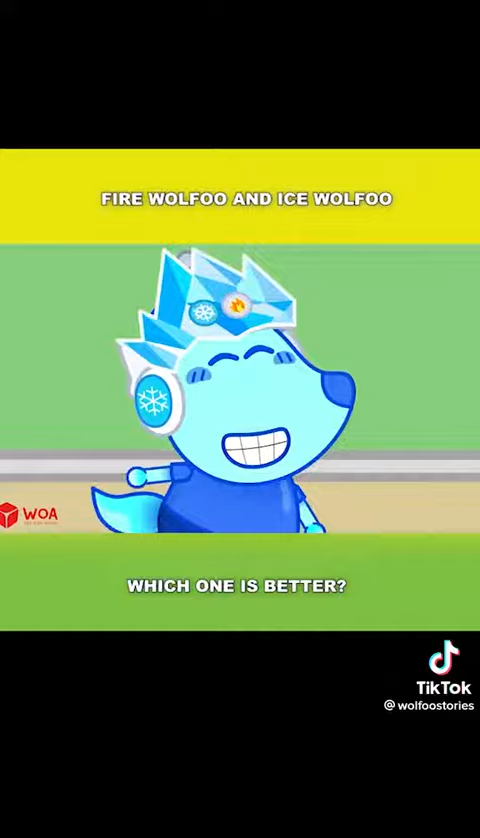 FIRE WOLFOO AND ICE WOLFOO
WOA
WHICH ONE IS BETTER?
TikTok
@ wolfoostories